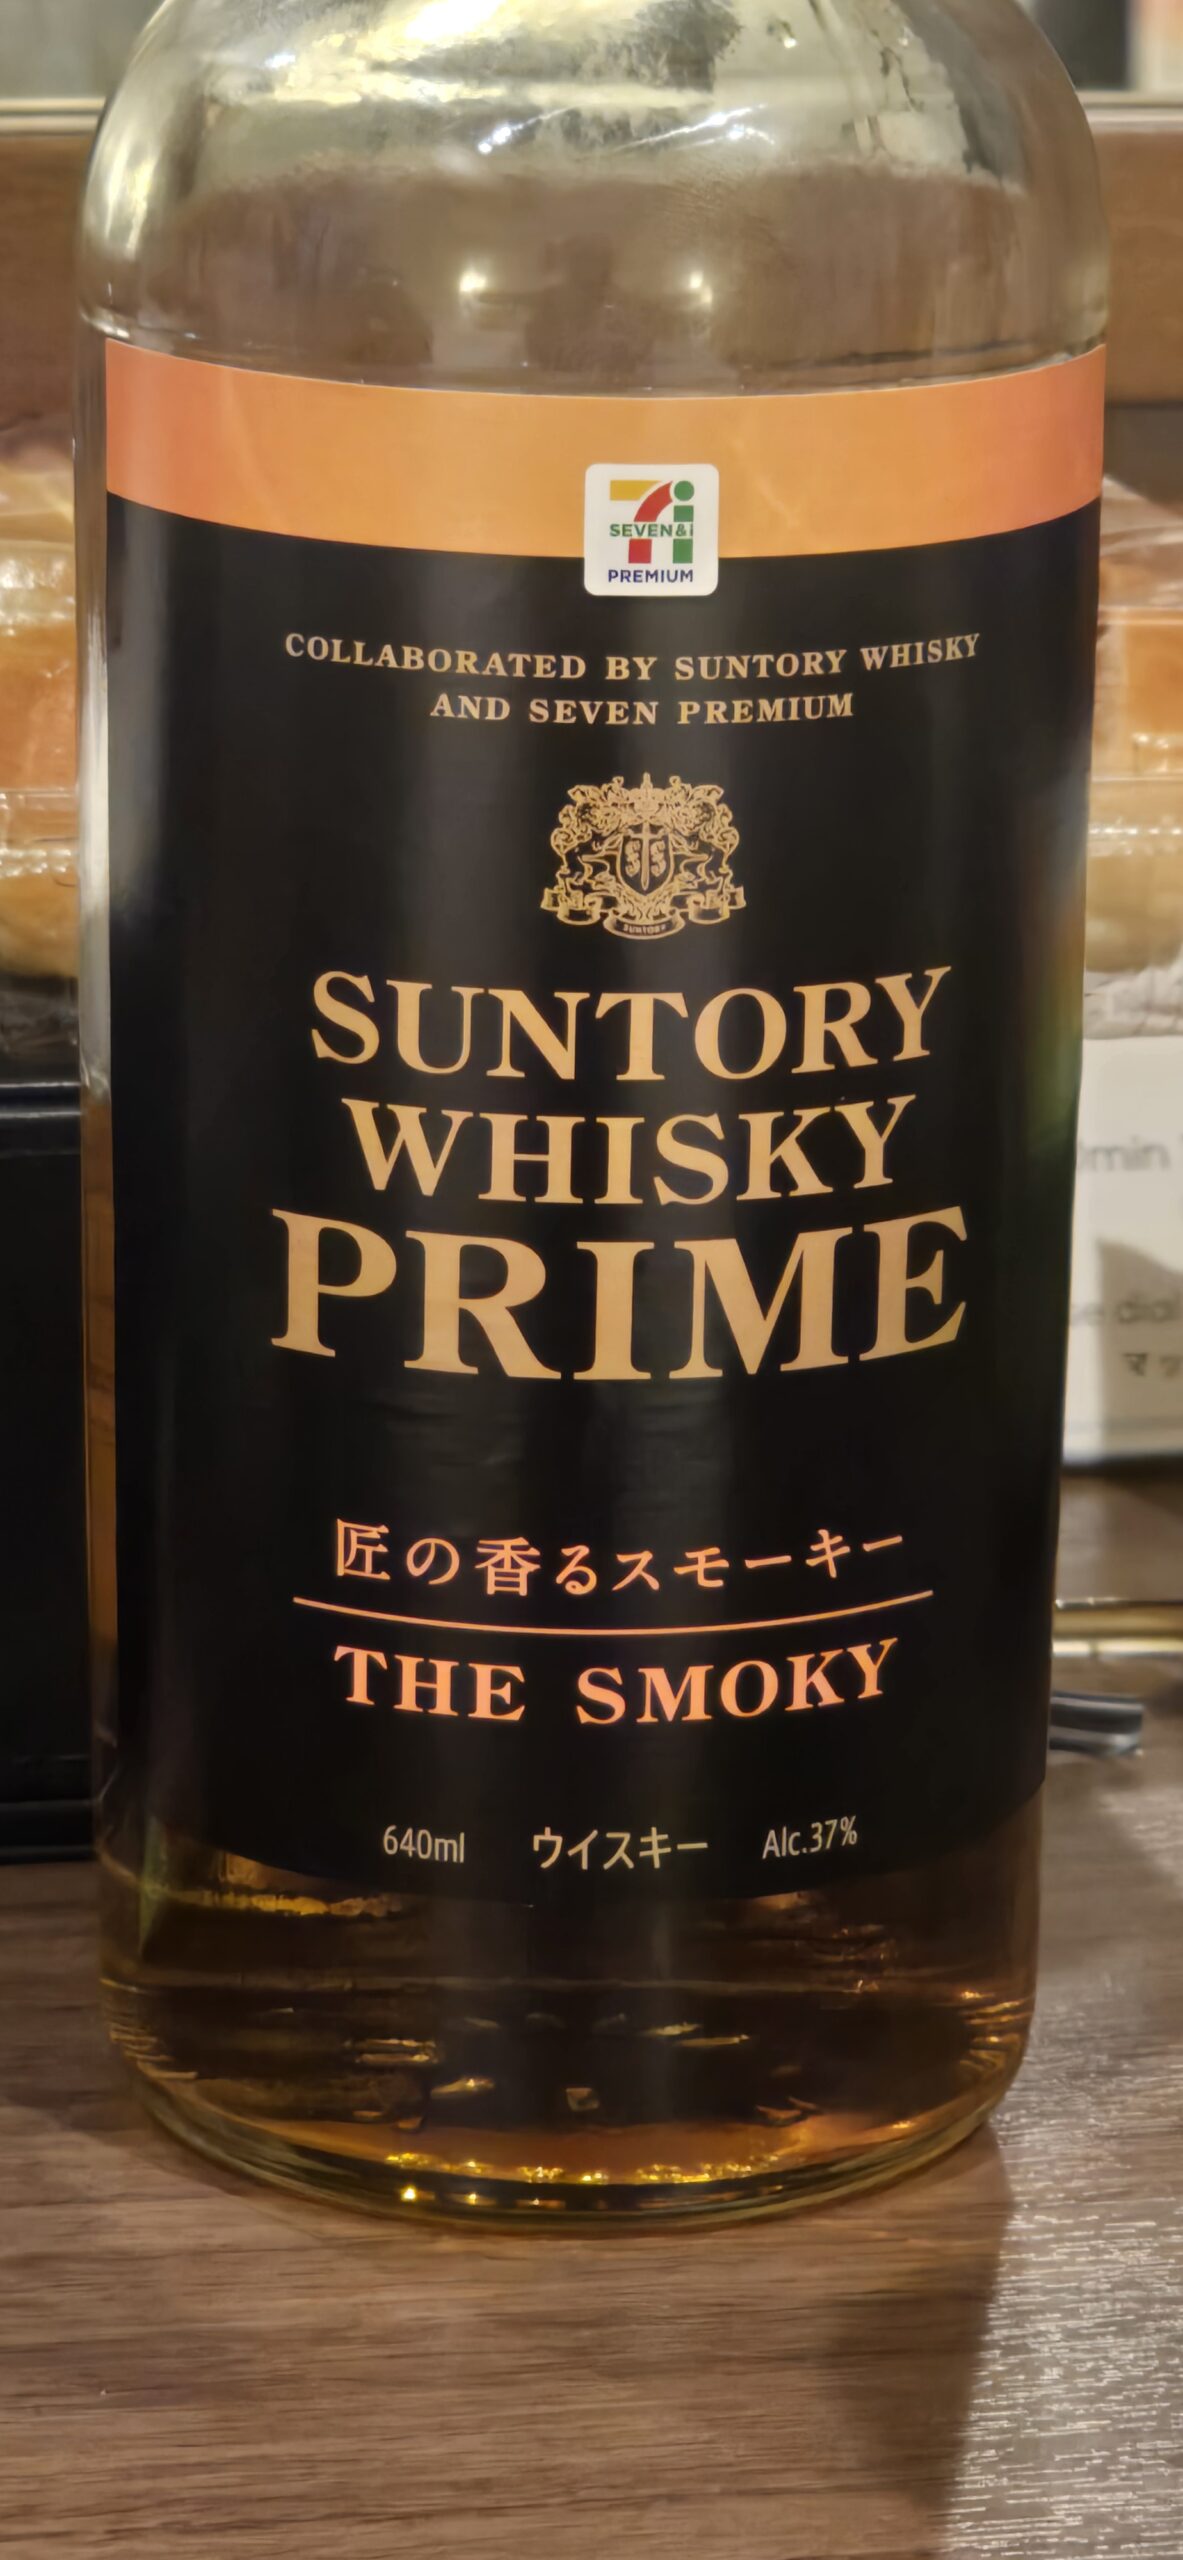 SEVEN&i
PREMIUM
COLLABORATED BY SUNTORY WHISKY
AND SEVEN PREMIUM
SUNTORY
SUNTORY
WHISKY
PRIME
匠の香るスモーキー
THE SMOKY
640ml ウイスキー Alc.37%